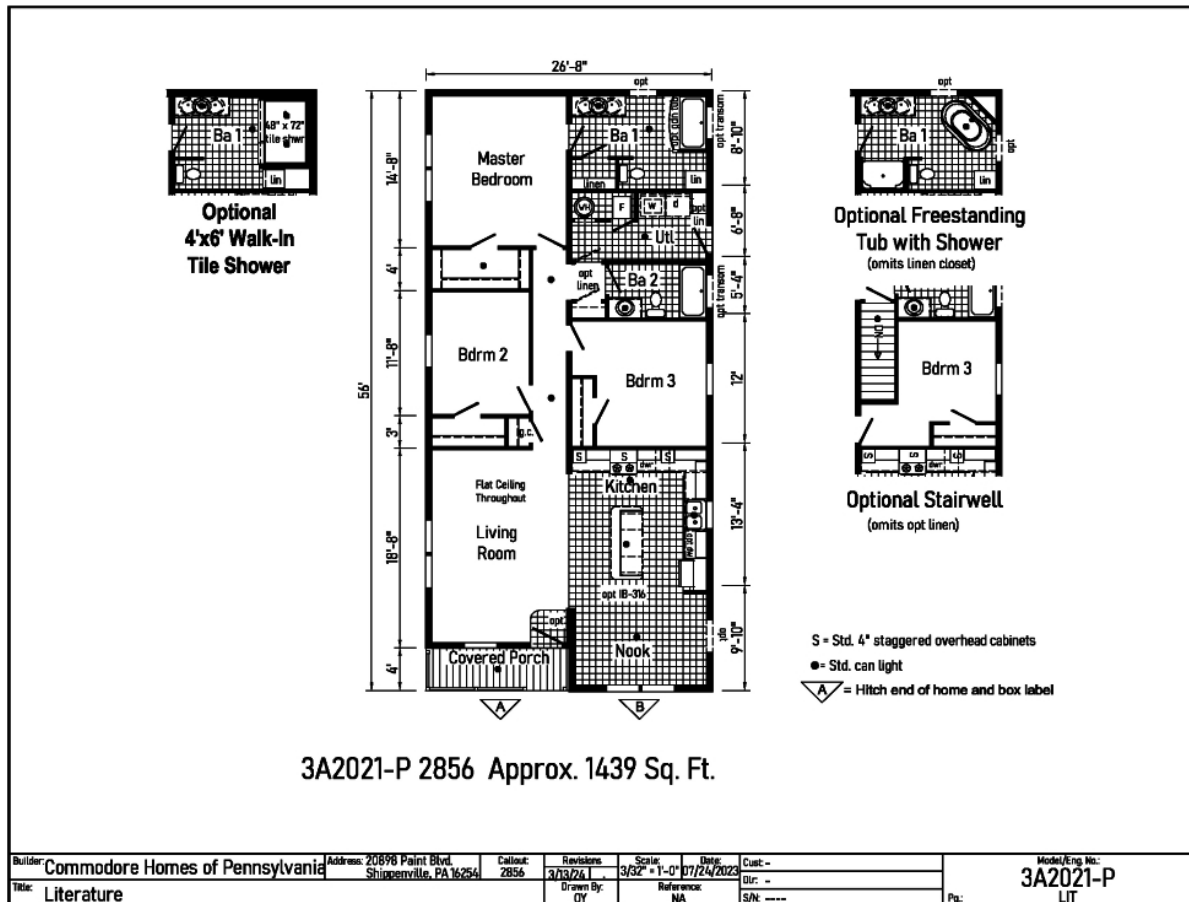 26'-8"
opt
opt
Ba 1
48" x 72"
tile shwr
lin
Optional
4'x6' Walk-In
Tile Shower
14'-8"
4'
11'-8"
3'
18'-8"
4'
56'
Master
Bedroom
Ba 1
opt gdn tub
opt transom
8'-10"
linen
lin
WH
F
W
d
opt
lin
Utl
6'-8"
opt
linen
Ba 2
opt transom
5'-4"
Bdrm 2
Bdrm 3
12'
g.c.
S
S
S
dwr
Flat Ceiling
Throughout
Kitchen
13'-4"
Living
Room
opt IB-316
opt
opt
9'-10"
Covered Porch
Nook
A
B
Ba 1
opt
lin
Optional Freestanding
Tub with Shower
(omits linen closet)
DN
Bdrm 3
S
S
S
dwr
Optional Stairwell
(omits opt linen)
S = Std. 4" staggered overhead cabinets
●= Std. can light
A = Hitch end of home and box label
3A2021-P 2856 Approx. 1439 Sq. Ft.
Builder: Commodore Homes of Pennsylvania
Address: 20898 Paint Blvd.
Shippenville, PA 16254
Callout:
2856
Revisions
3/13/24
Scale:
3/32" = 1'-0"
Date:
07/24/2023
Cust: -
Dlr: -
S/N: ----
Model/Eng. No.:
3A2021-P
Title: Literature
Drawn By:
OY
Reference:
NA
Pg.: LIT